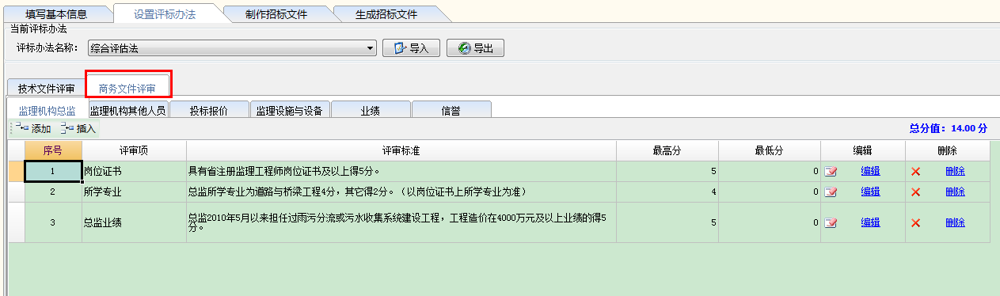 填写基本信息 设置评标办法 制作招标文件 生成招标文件
当前评标办法
评标办法名称： 综合评估法 导入 导出
技术文件评审 商务文件评审
监理机构总监 监理机构其他人员 投标报价 监理设施与设备 业绩 信誉
添加 插入 总分值：14.00 分
序号 评审项 评审标准 最高分 最低分 编辑 删除
1 岗位证书 具有省注册监理工程师岗位证书及以上得5分。 5 0 编辑 删除
2 所学专业 总监所学专业为道路与桥梁工程4分，其它得2分。（以岗位证书上所学专业为准） 4 0 编辑 删除
3 总监业绩 总监2010年5月以来担任过雨污分流或污水收集系统建设工程，工程造价在4000万元及以上业绩的得5
分。 5 0 编辑 删除